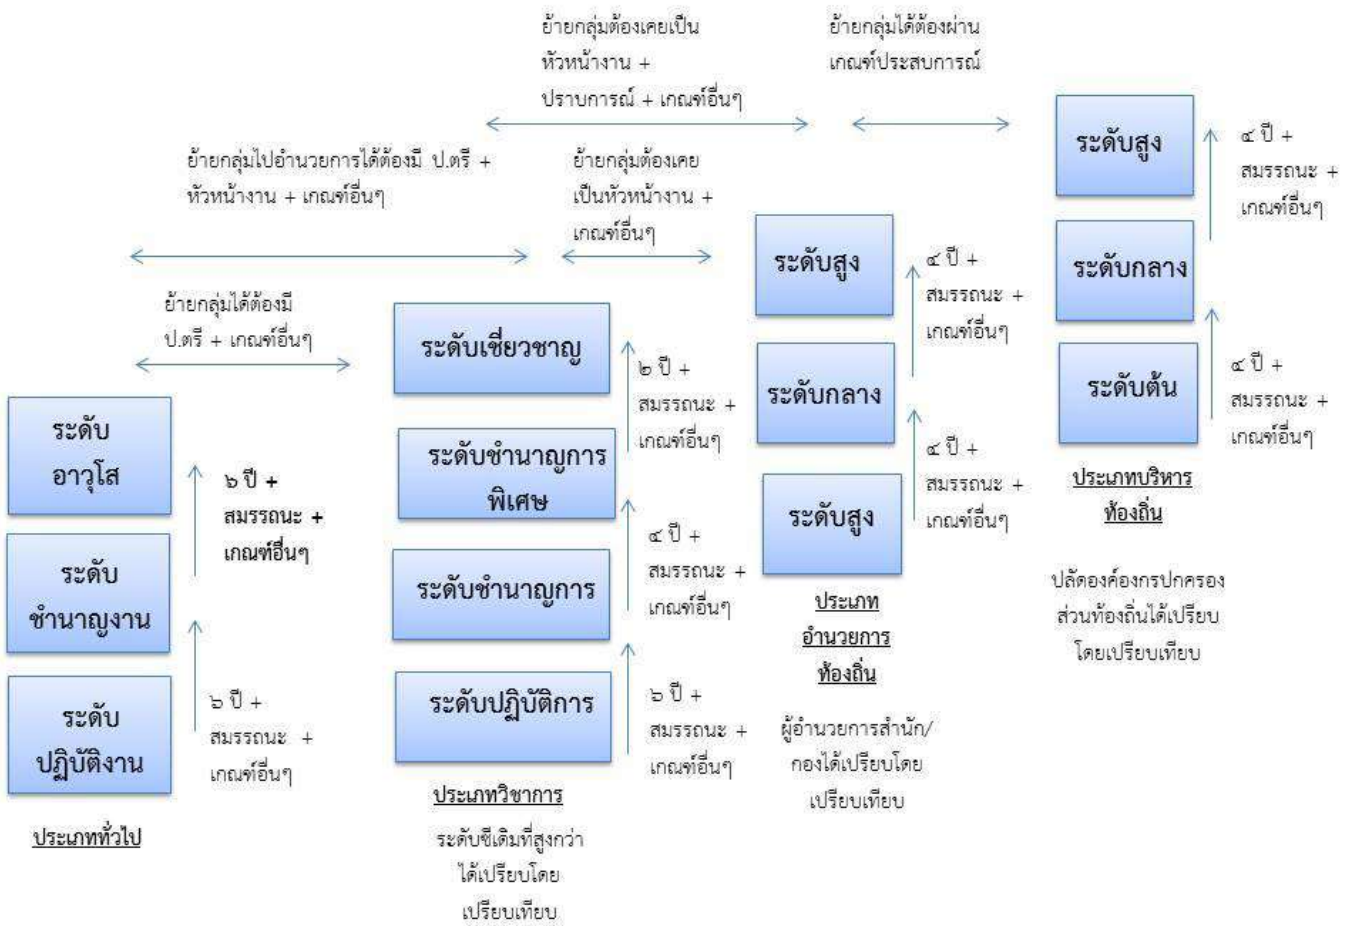 ย้ายกลุ่มต้องเคยเป็น
หัวหน้างาน +
ปราบการณ์ + เกณฑ์อื่นๆ
ย้ายกลุ่มได้ต้องผ่าน
เกณฑ์ประสบการณ์
ย้ายกลุ่มไปอำนวยการได้ต้องมี ป.ตรี +
หัวหน้างาน + เกณฑ์อื่นๆ
ย้ายกลุ่มต้องเคย
เป็นหัวหน้างาน +
เกณฑ์อื่นๆ
ย้ายกลุ่มได้ต้องมี
ป.ตรี + เกณฑ์อื่นๆ
ระดับ
อาวุโส
๖ ปี +
สมรรถนะ +
เกณฑ์อื่นๆ
ระดับ
ชำนาญงาน
ระดับ
ปฏิบัติงาน
๖ ปี +
สมรรถนะ +
เกณฑ์อื่นๆ
ประเภททั่วไป
ระดับเชี่ยวชาญ
๒ ปี +
สมรรถนะ +
เกณฑ์อื่นๆ
ระดับชำนาญการ
พิเศษ
๔ ปี +
สมรรถนะ +
เกณฑ์อื่นๆ
ระดับชำนาญการ
ระดับปฏิบัติการ
๖ ปี +
สมรรถนะ +
เกณฑ์อื่นๆ
ประเภทวิชาการ
ระดับซีเดิมที่สูงกว่า
ได้เปรียบโดย
เปรียบเทียบ
ระดับสูง
๔ ปี +
สมรรถนะ +
เกณฑ์อื่นๆ
ระดับกลาง
๔ ปี +
สมรรถนะ +
เกณฑ์อื่นๆ
ระดับสูง
ประเภท
อำนวยการ
ท้องถิ่น
ผู้อำนวยการสำนัก/
กองได้เปรียบโดย
เปรียบเทียบ
ระดับสูง
๔ ปี +
สมรรถนะ +
เกณฑ์อื่นๆ
ระดับกลาง
ระดับต้น
๔ ปี +
สมรรถนะ +
เกณฑ์อื่นๆ
ประเภทบริหาร
ท้องถิ่น
ปลัดองค์องกรปกครอง
ส่วนท้องถิ่นได้เปรียบ
โดยเปรียบเทียบ